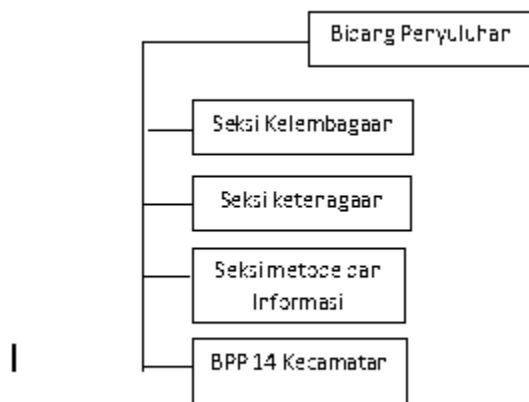 Bidang Penyuluhan
Seksi Kelembagaan
Seksi ketenagaan
Seksi metode dan
Informasi
BPP 14 Kecamatan